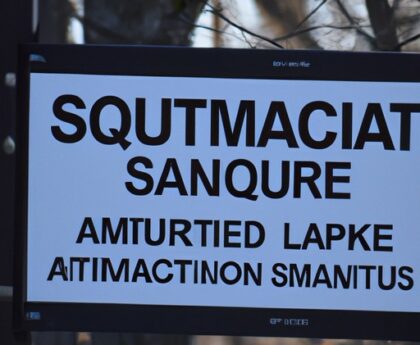 SQUTMACIAT
SANQURE
AMTURTIED LAPKE
AITIMACTINON SMANITUS